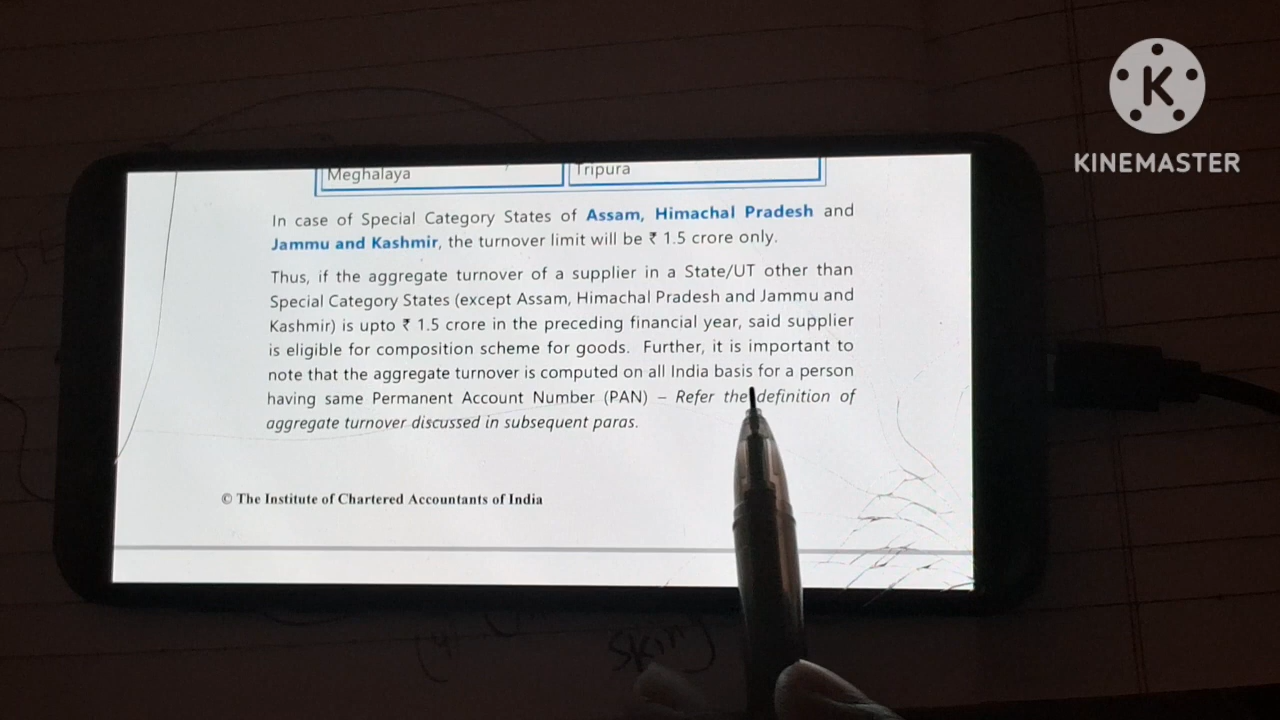 KINEMASTER
Meghalaya
Tripura
In case of Special Category States of Assam, Himachal Pradesh and
Jammu and Kashmir, the turnover limit will be ₹ 1.5 crore only.
Thus, if the aggregate turnover of a supplier in a State/UT other than
Special Category States (except Assam, Himachal Pradesh and Jammu and
Kashmir) is upto ₹ 1.5 crore in the preceding financial year, said supplier
is eligible for composition scheme for goods. Further, it is important to
note that the aggregate turnover is computed on all India basis for a person
having same Permanent Account Number (PAN) – Refer the definition of
aggregate turnover discussed in subsequent paras.
© The Institute of Chartered Accountants of India